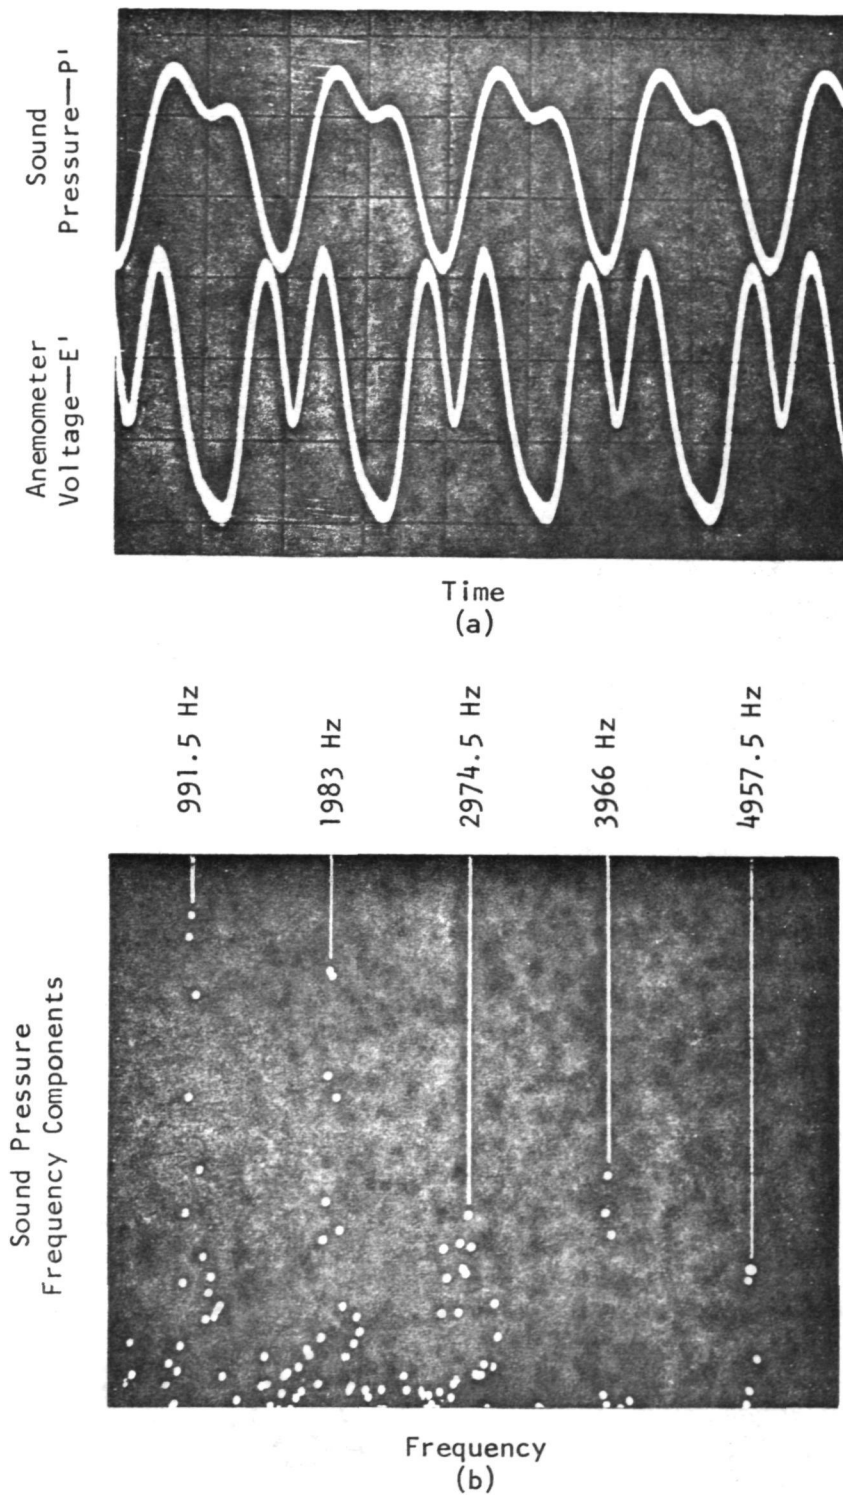 Sound
Pressure—P'
Anemometer
Voltage—E'
Time
(a)
991.5 Hz
1983 Hz
2974.5 Hz
3966 Hz
4957.5 Hz
Sound Pressure
Frequency Components
Frequency
(b)